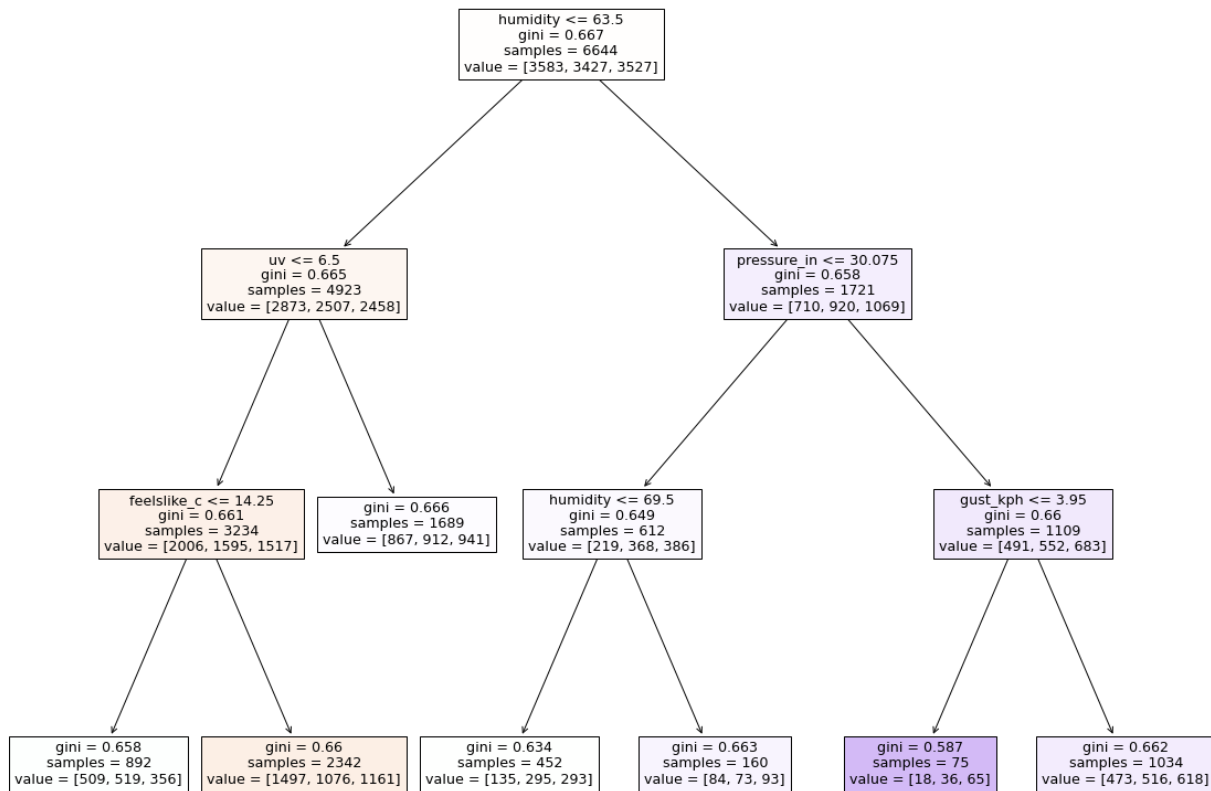 humidity <= 63.5
gini = 0.667
samples = 6644
value = [3583, 3427, 3527]
uv <= 6.5
gini = 0.665
samples = 4923
value = [2873, 2507, 2458]
pressure_in <= 30.075
gini = 0.658
samples = 1721
value = [710, 920, 1069]
feelslike_c <= 14.25
gini = 0.661
samples = 3234
value = [2006, 1595, 1517]
gini = 0.666
samples = 1689
value = [867, 912, 941]
humidity <= 69.5
gini = 0.649
samples = 612
value = [219, 368, 386]
gust_kph <= 3.95
gini = 0.66
samples = 1109
value = [491, 552, 683]
gini = 0.658
samples = 892
value = [509, 519, 356]
gini = 0.66
samples = 2342
value = [1497, 1076, 1161]
gini = 0.634
samples = 452
value = [135, 295, 293]
gini = 0.663
samples = 160
value = [84, 73, 93]
gini = 0.587
samples = 75
value = [18, 36, 65]
gini = 0.662
samples = 1034
value = [473, 516, 618]